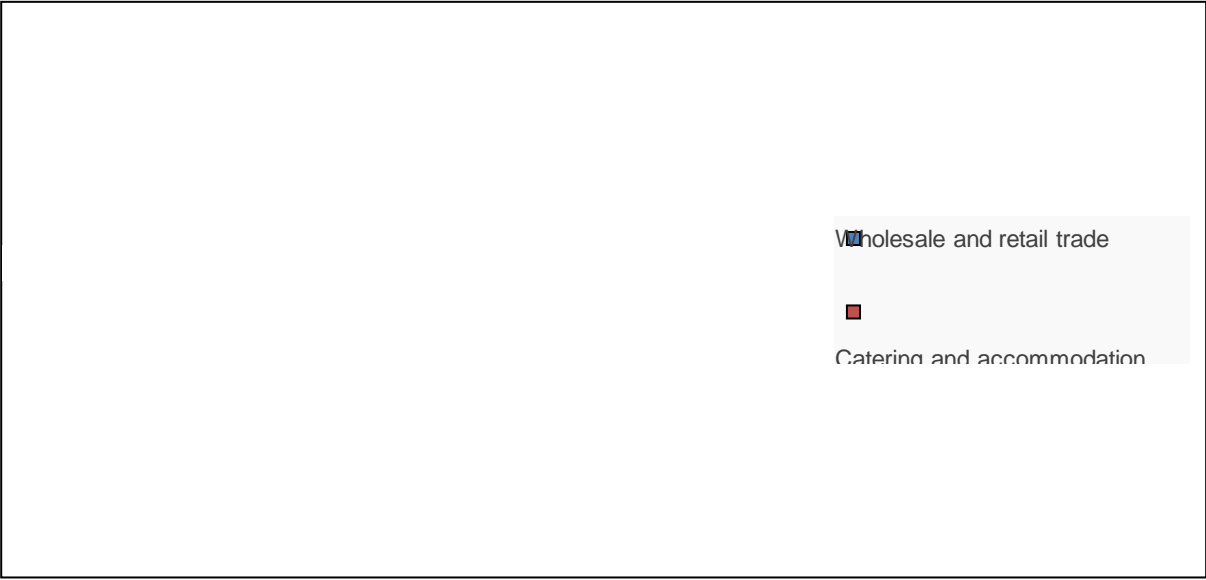 Wholesale and retail trade
Catering and accommodation